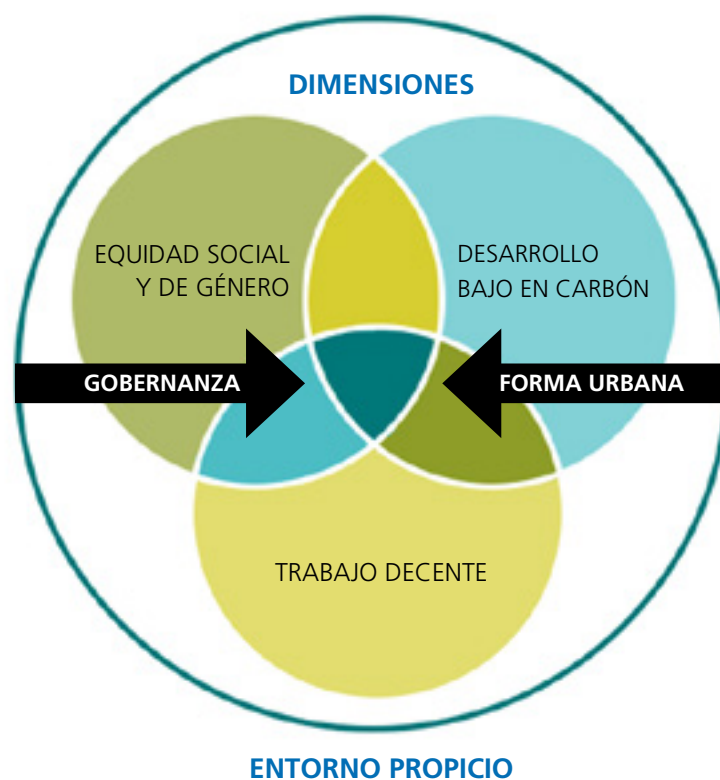 DIMENSIONES
EQUIDAD SOCIAL
Y DE GÉNERO
DESARROLLO
BAJO EN CARBÓN
GOBERNANZA
FORMA URBANA
TRABAJO DECENTE
ENTORNO PROPICIO